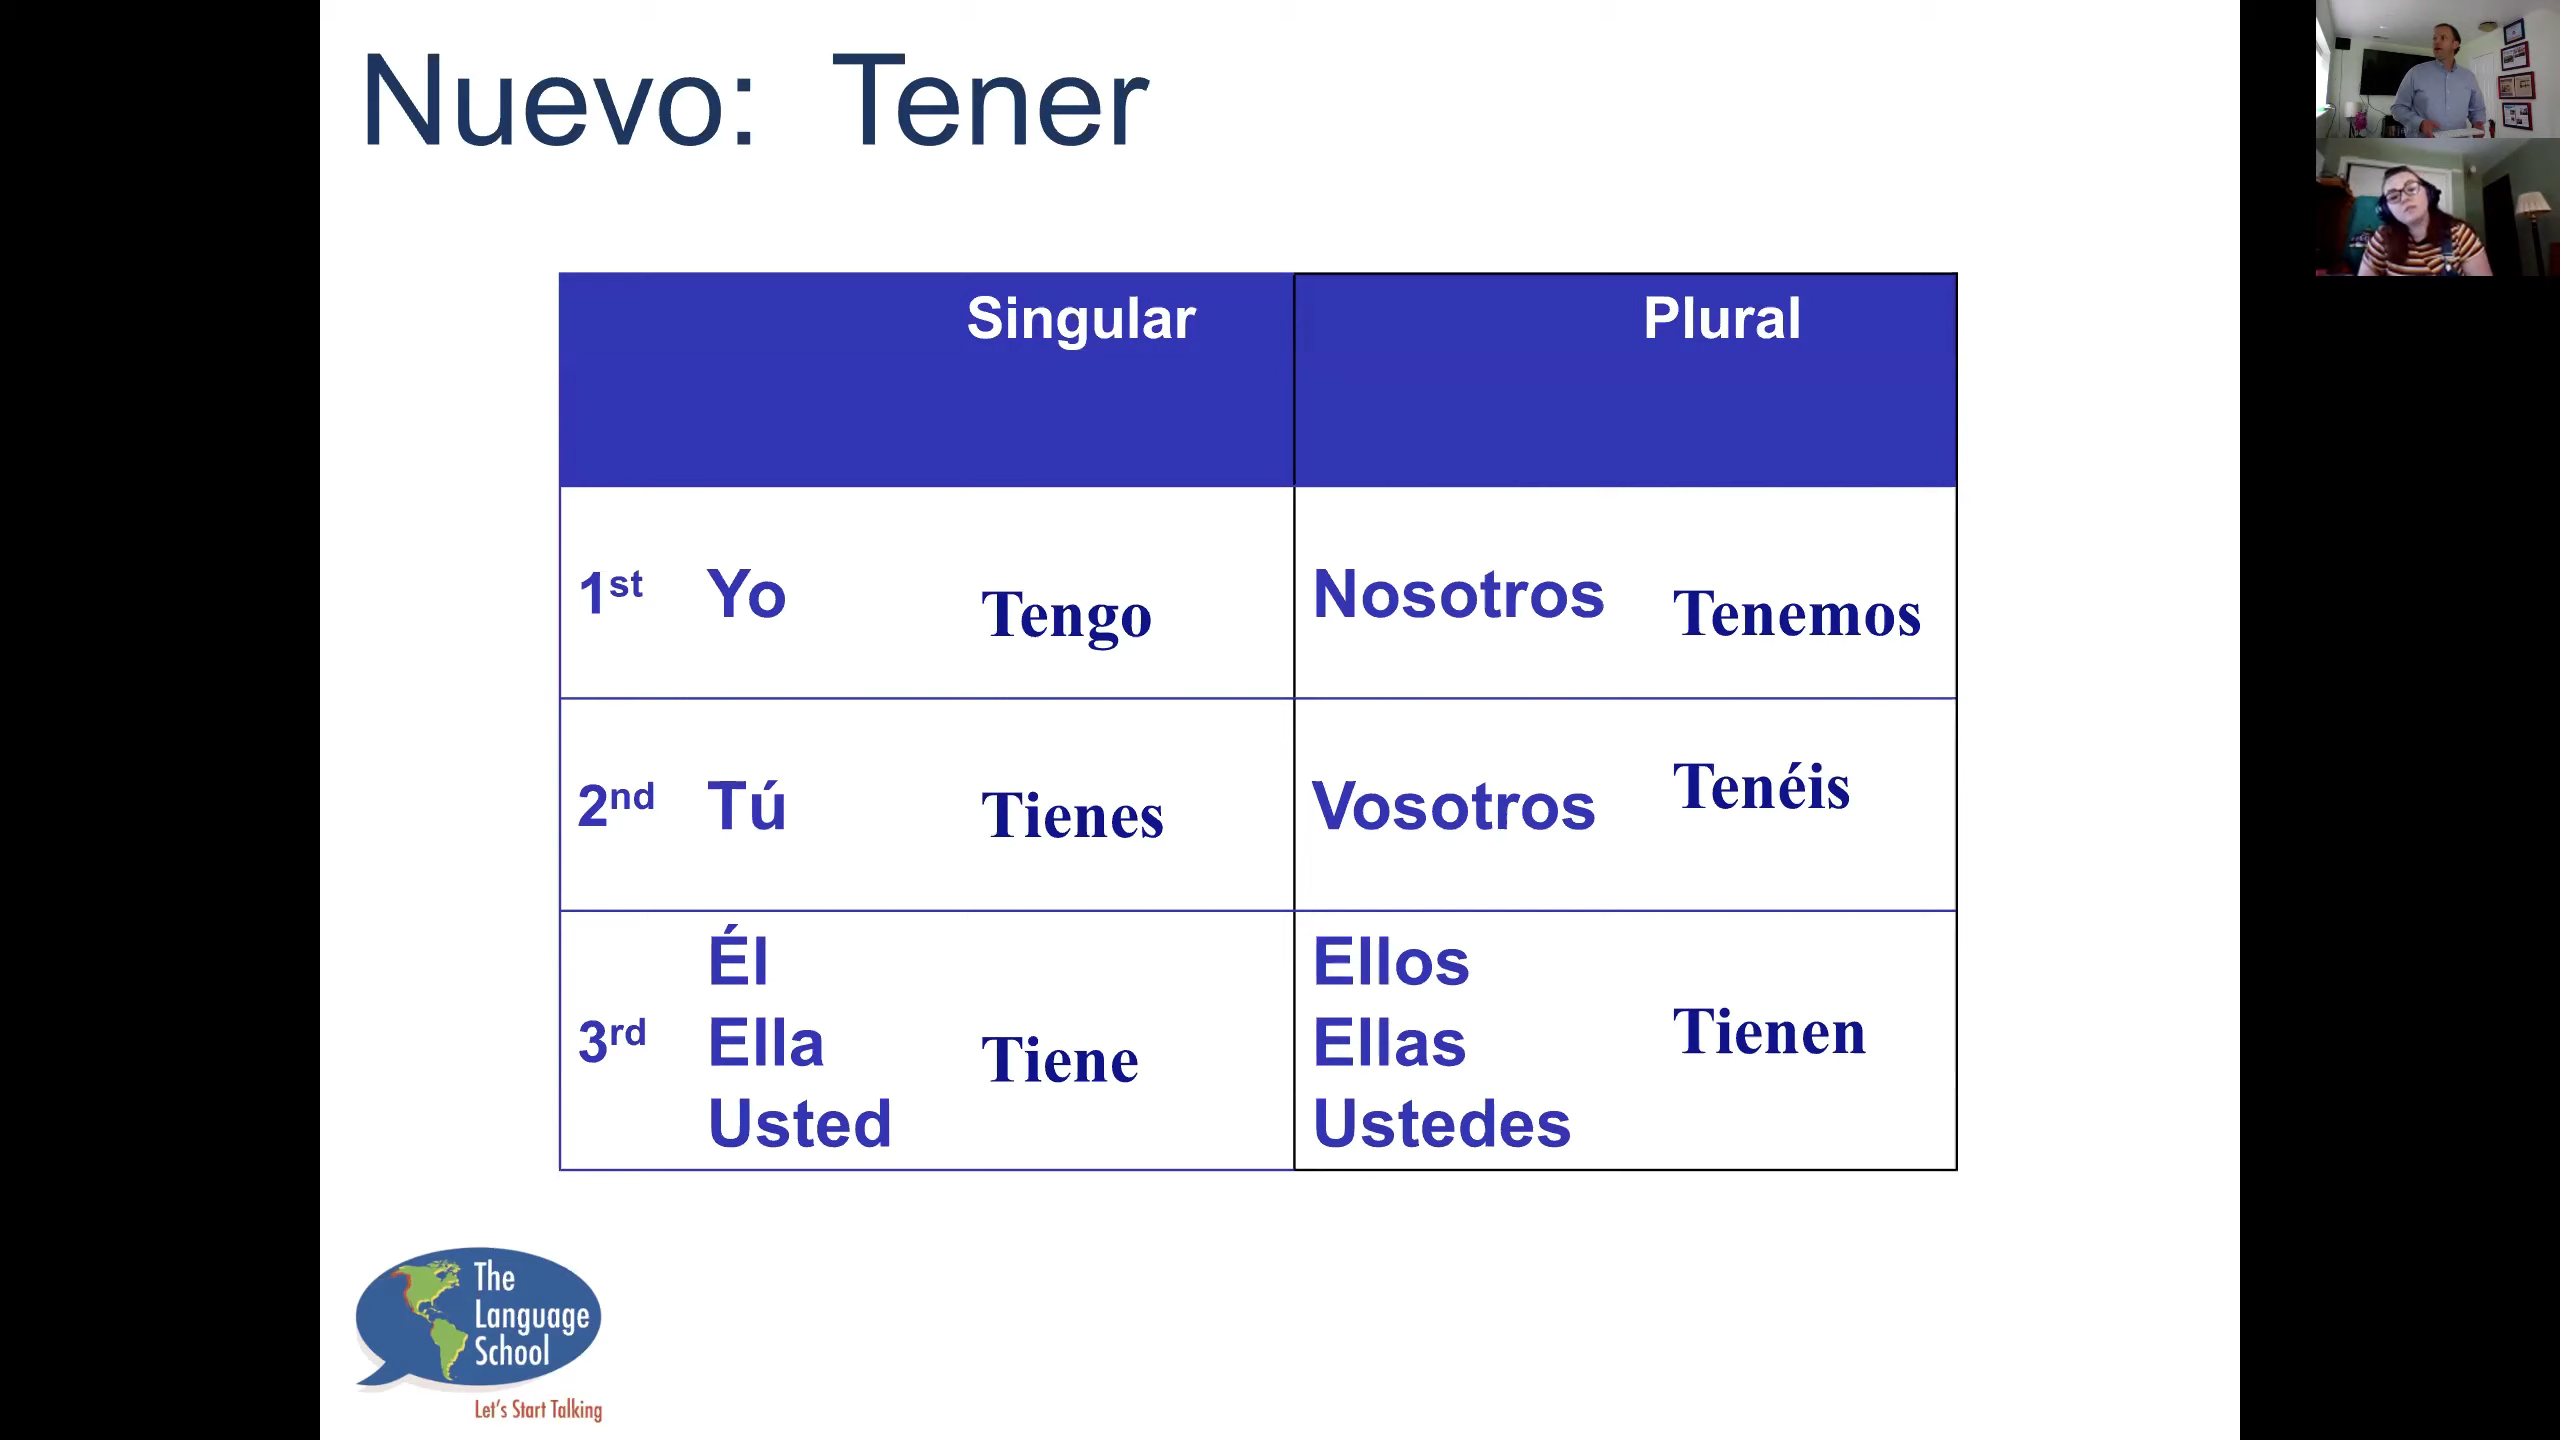 Nuevo: Tener
Singular Plural
1st Yo Tengo Nosotros Tenemos
2nd Tú Tienes Vosotros Tenéis
3rd Él Ella Usted Tiene Ellos Ellas Ustedes Tienen
The
Language
School
Let's Start Talking